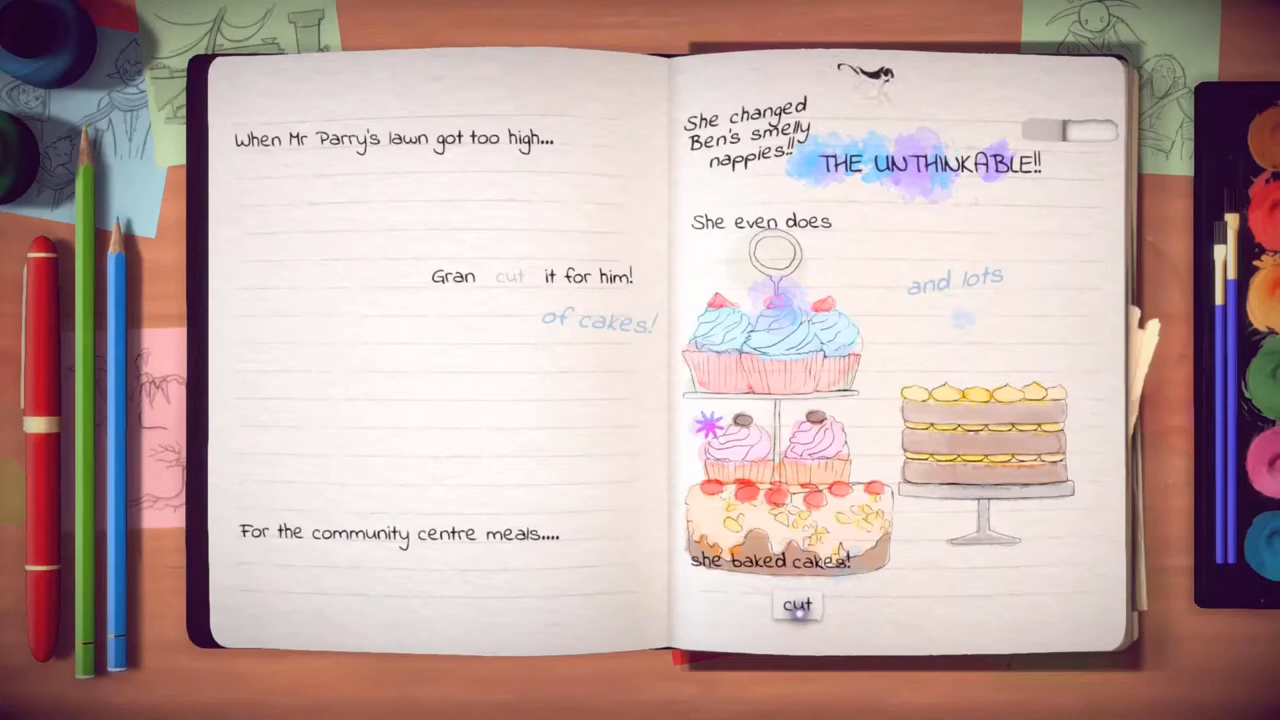 When Mr Parry's lawn got too high...
Gran cut it for him!
of cakes!
For the community centre meals....
She changed
Ben's smelly
nappies!!
THE UNTHINKABLE!!
She even does
and lots
she baked cakes!
cut